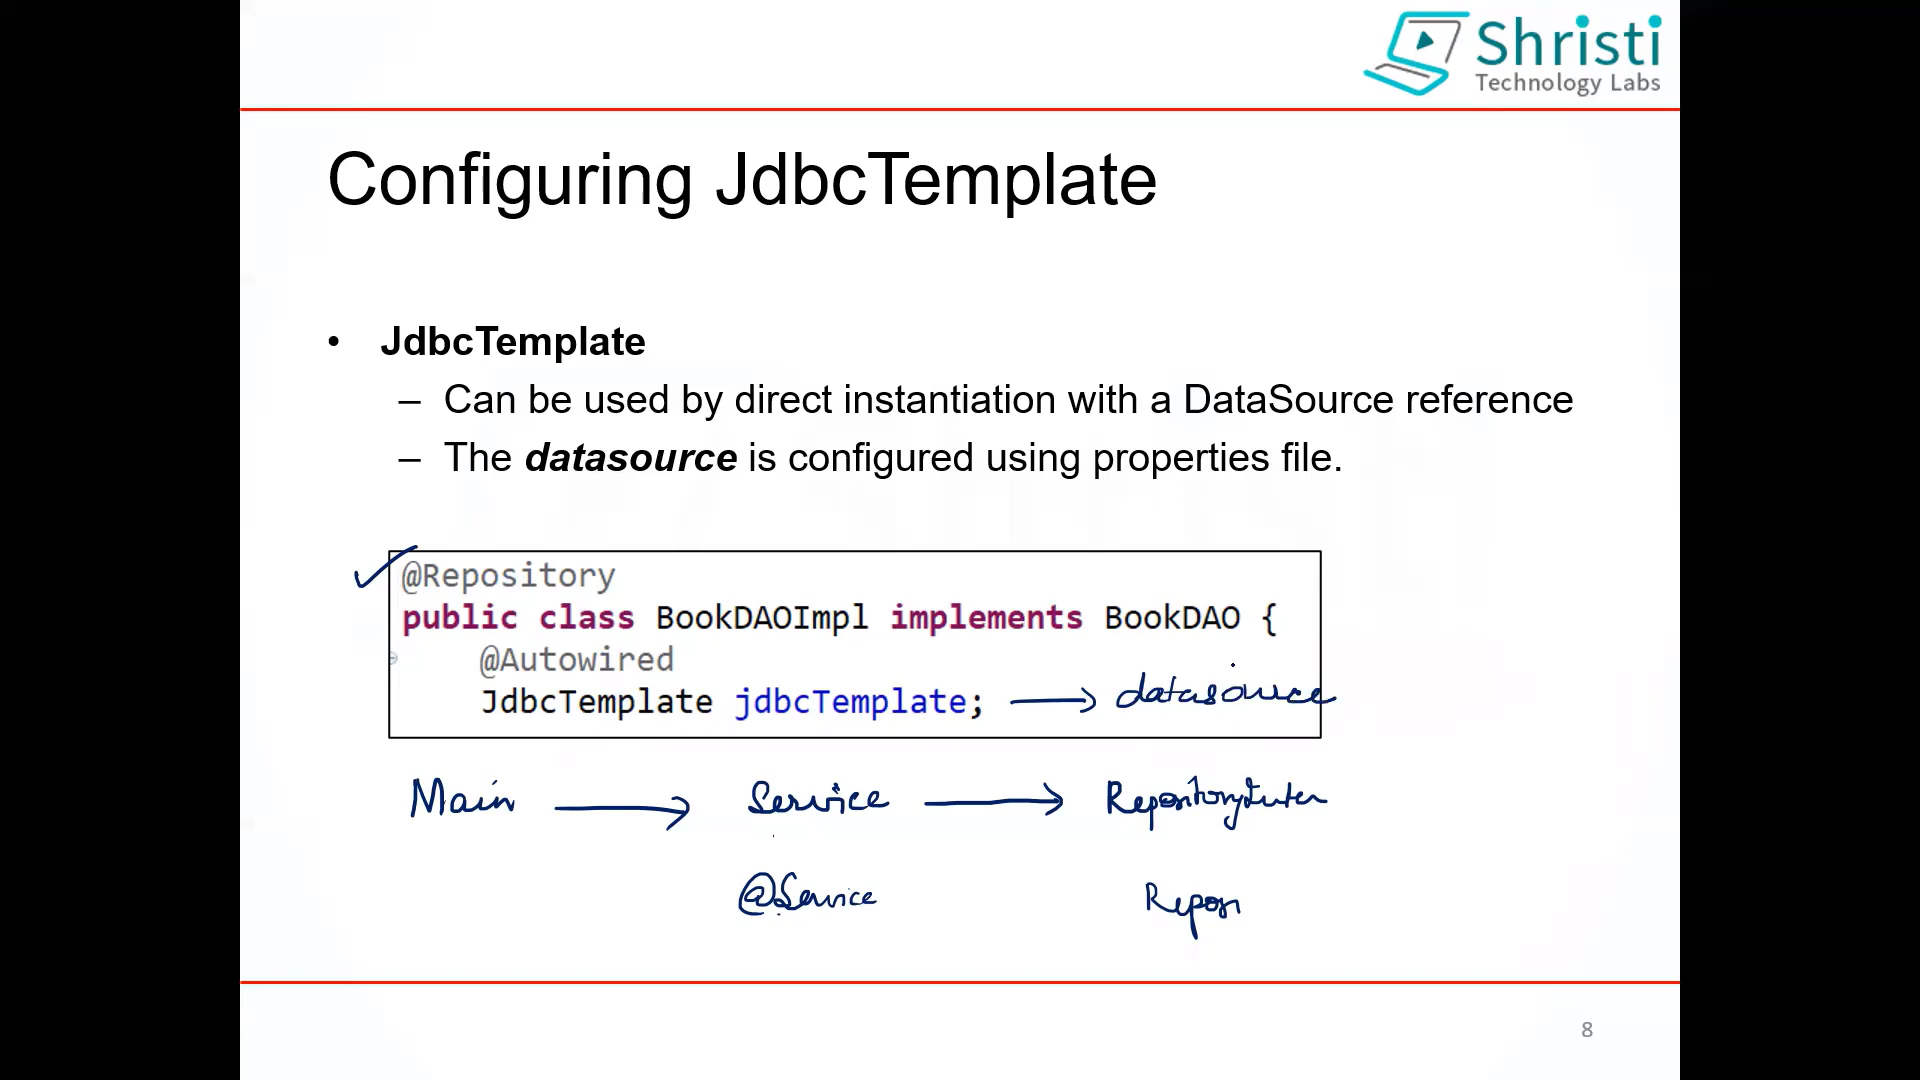 Shristi
Technology Labs
Configuring JdbcTemplate
• JdbcTemplate
– Can be used by direct instantiation with a DataSource reference
– The datasource is configured using properties file.
@Repository
public class BookDAOImpl implements BookDAO {
@Autowired
JdbcTemplate jdbcTemplate; → datasource
Main → Service →
@Service Repos
8